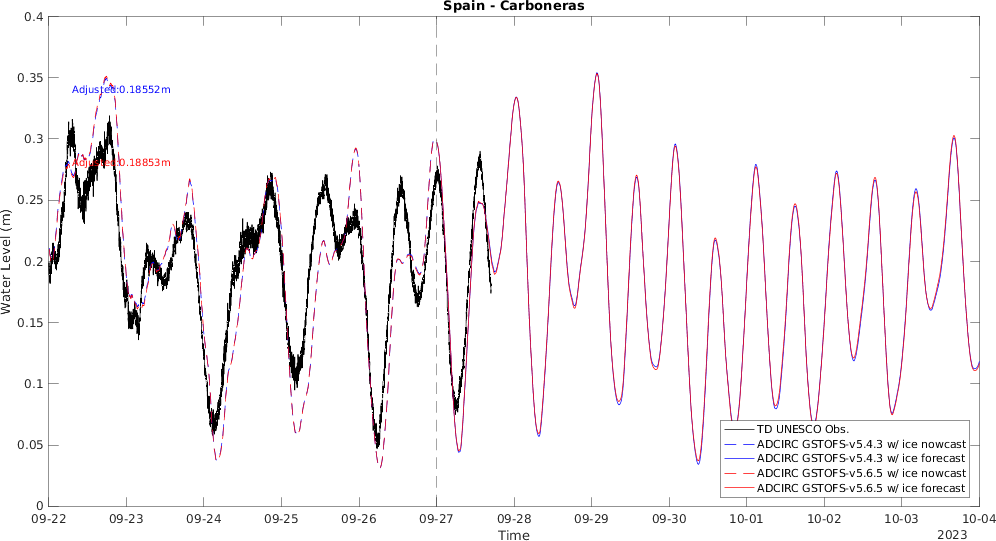 Spain - Carboneras
0.4
0.35
0.3
0.25
0.2
0.15
0.1
0.05
0
Water Level (m)
Adjusted:0.18552m
Adjusted:0.18853m
TD UNESCO Obs.
ADCIRC GSTOFS-v5.4.3 w/ ice nowcast
ADCIRC GSTOFS-v5.4.3 w/ ice forecast
ADCIRC GSTOFS-v5.6.5 w/ ice nowcast
ADCIRC GSTOFS-v5.6.5 w/ ice forecast
09-22 09-23 09-24 09-25 09-26 09-27 09-28 09-29 09-30 10-01 10-02 10-03 10-04
Time
2023